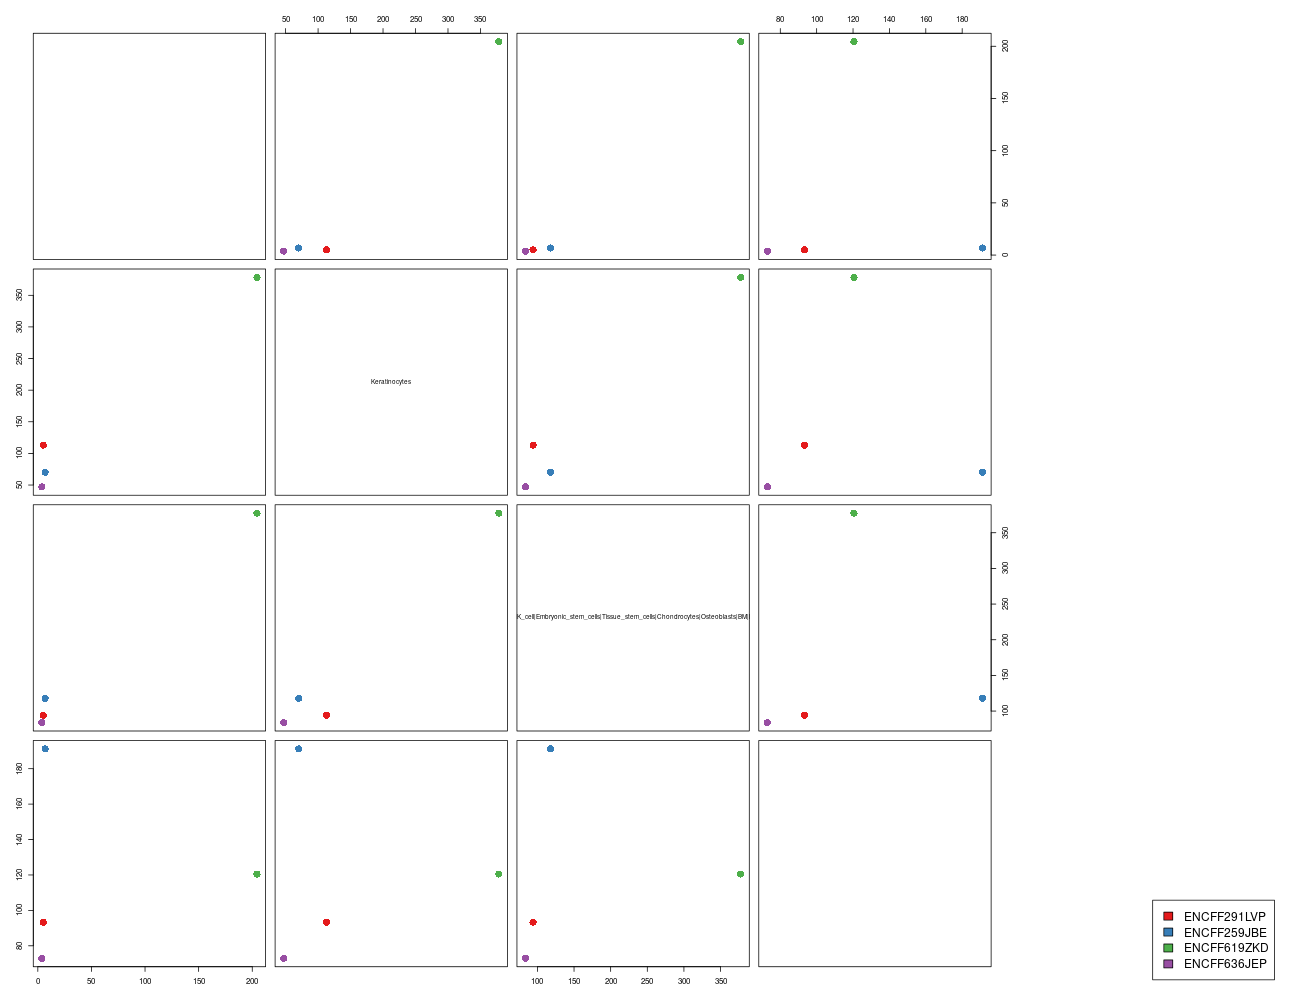 50 100 150 200 250 300 350
80 100 120 140 160 180
0 50 100 150 200
50 100 150 200 250 300 350
Keratinocytes
K_cell|Embryonic_stem_cells|Tissue_stem_cells|Chondrocytes|Osteoblasts|BM|
100 150 200 250 300 350
80 100 120 140 160 180
0 50 100 150 200
100 150 200 250 300 350
ENCFF291LVP
ENCFF259JBE
ENCFF619ZKD
ENCFF636JEP